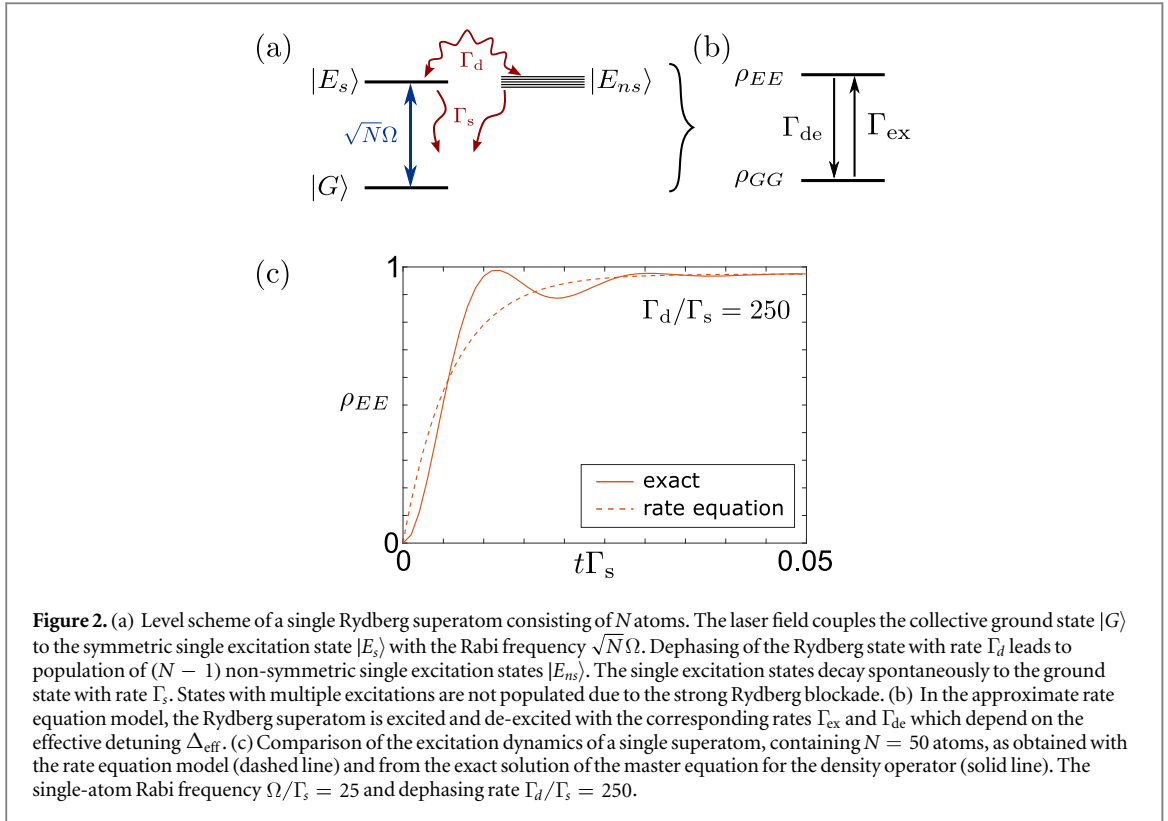 (a)
(b)
Γd
|Es⟩
|Ens⟩
ρEE
Γs
√NΩ
Γde
Γex
|G⟩
ρGG
(c)
1
Γd/Γs = 250
ρEE
exact
rate equation
0
0
tΓs
0.05
Figure 2. (a) Level scheme of a single Rydberg superatom consisting of N atoms. The laser field couples the collective ground state |G⟩
to the symmetric single excitation state |Es⟩ with the Rabi frequency √NΩ. Dephasing of the Rydberg state with rate Γd leads to
population of (N − 1) non-symmetric single excitation states |Ens⟩. The single excitation states decay spontaneously to the ground
state with rate Γs. States with multiple excitations are not populated due to the strong Rydberg blockade. (b) In the approximate rate
equation model, the Rydberg superatom is excited and de-excited with the corresponding rates Γex and Γde which depend on the
effective detuning Δeff. (c) Comparison of the excitation dynamics of a single superatom, containing N = 50 atoms, as obtained with
the rate equation model (dashed line) and from the exact solution of the master equation for the density operator (solid line). The
single-atom Rabi frequency Ω/Γs = 25 and dephasing rate Γd/Γs = 250.